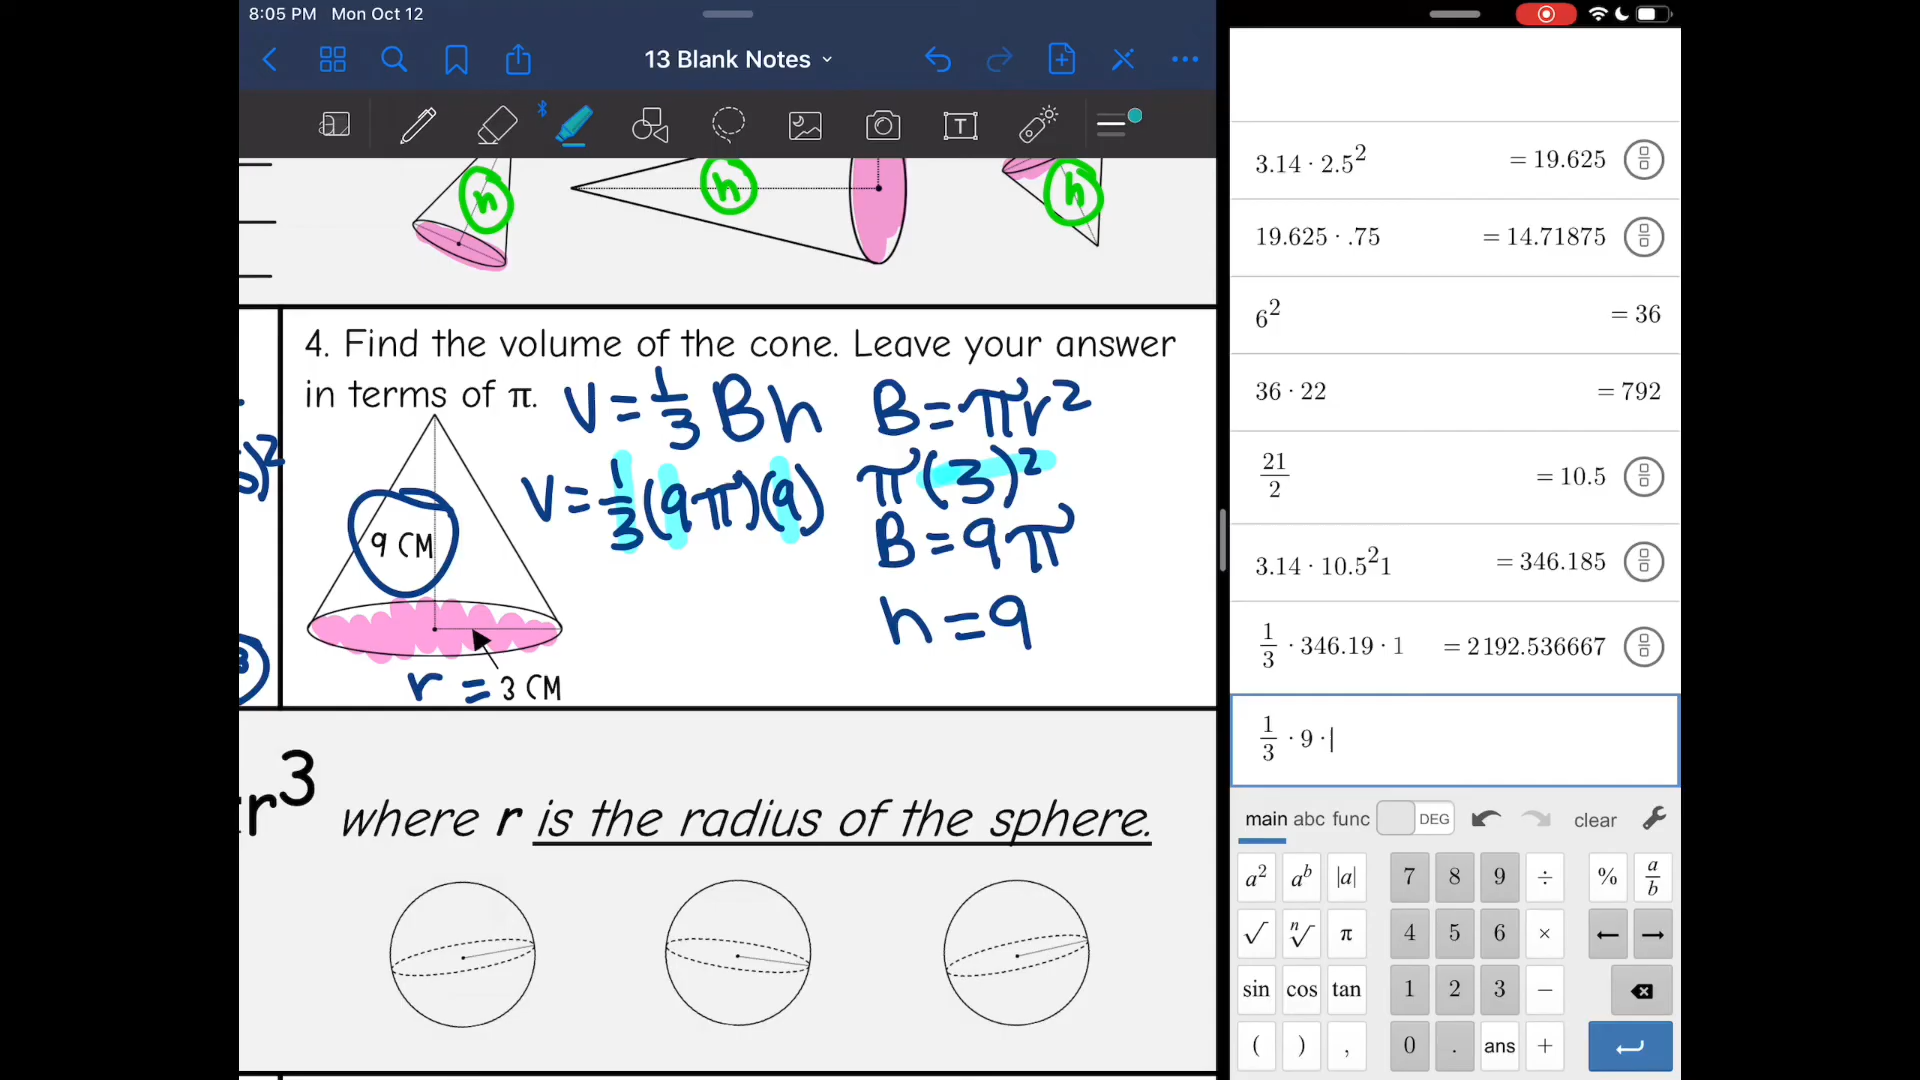 8:05 PM Mon Oct 12
13 Blank Notes
T
h
h
h
4. Find the volume of the cone. Leave your answer
in terms of π.
V = 1/3 Bh
B = πr²
V = 1/3 (9π)(9)
π(3)²
B = 9π
9 CM
h = 9
r = 3 CM
r³ where r is the radius of the sphere.
3.14 · 2.5² = 19.625
19.625 · .75 = 14.71875
6² = 36
36 · 22 = 792
21/2 = 10.5
3.14 · 10.5²1 = 346.185
1/3 · 346.19 · 1 = 2192.536667
1/3 · 9 ·
main abc func DEG clear
a² aᵇ |a| 7 8 9 ÷ % a/b
√ ⁿ√ π 4 5 6 × ← →
sin cos tan 1 2 3 −
( ) , 0 . ans +